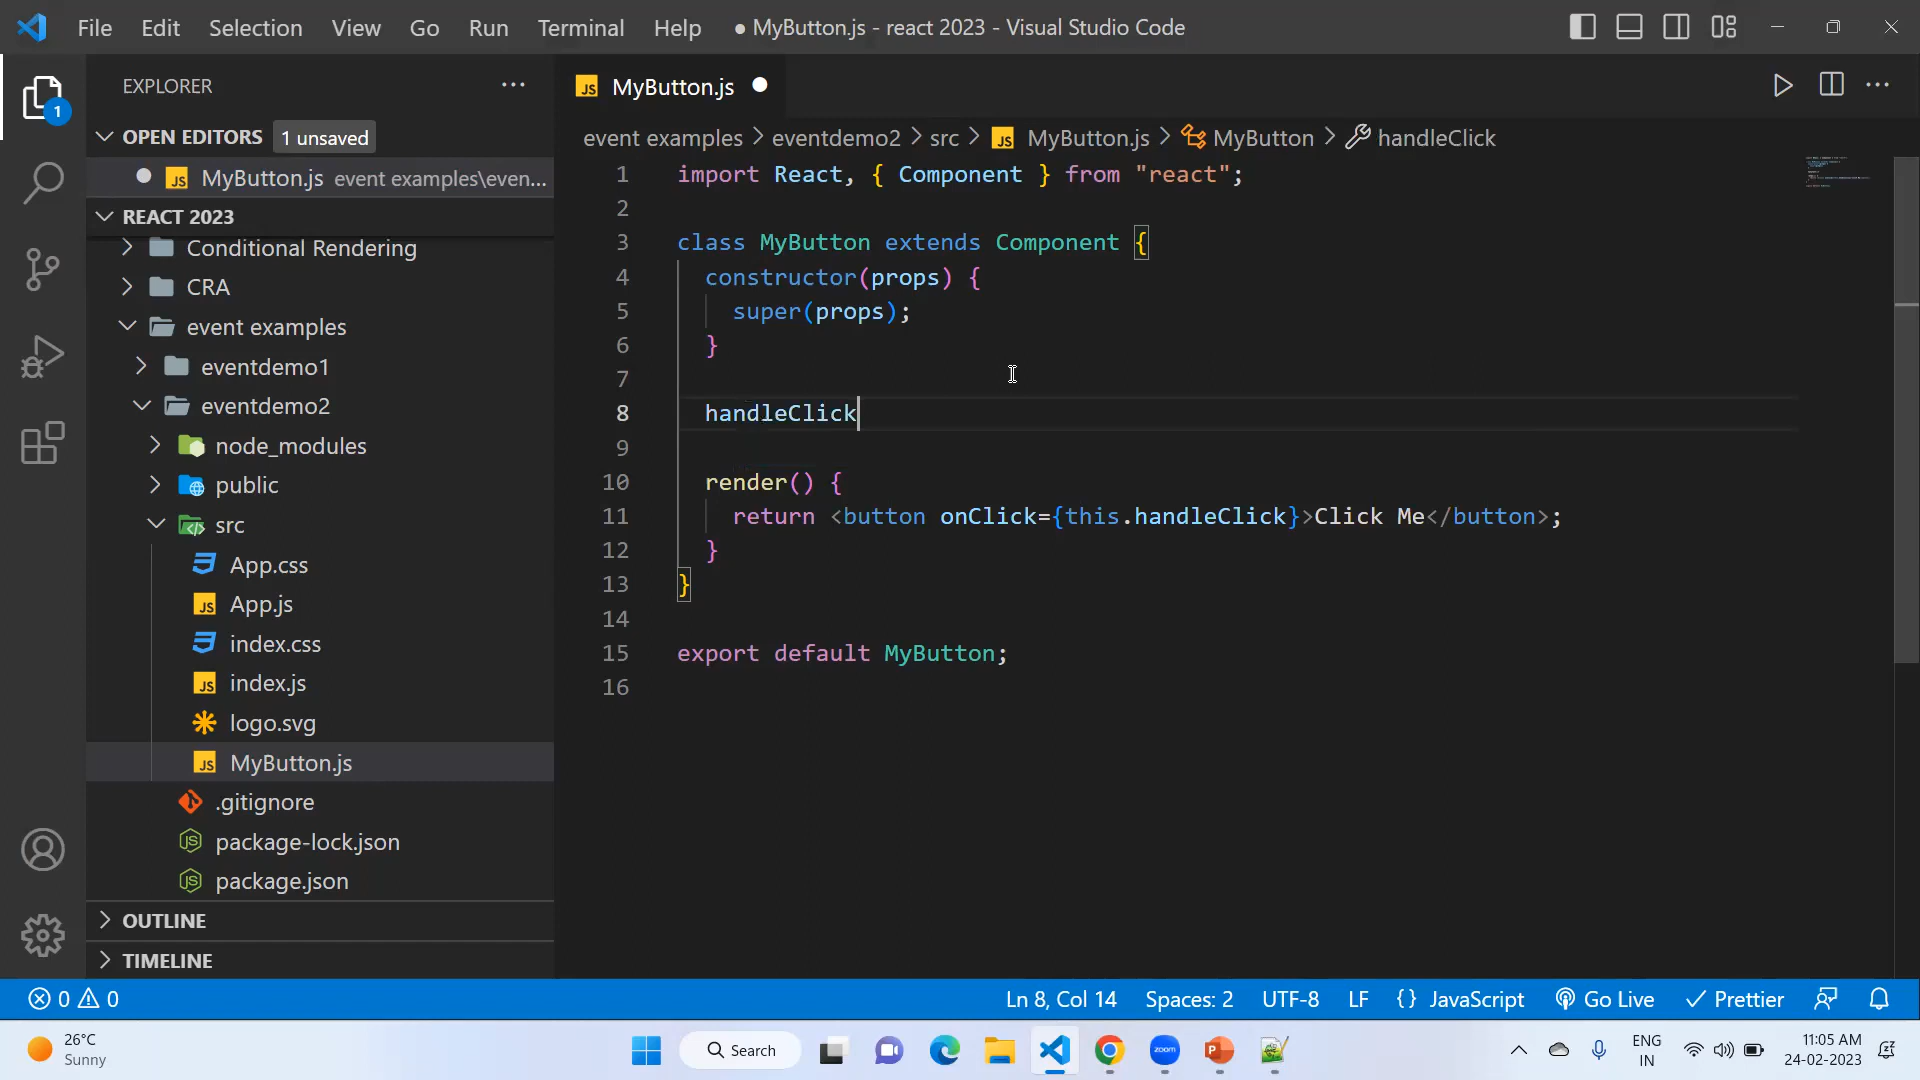 File Edit Selection View Go Run Terminal Help ● MyButton.js - react 2023 - Visual Studio Code
EXPLORER
OPEN EDITORS 1 unsaved
MyButton.js event examples\even...
REACT 2023
Conditional Rendering
CRA
event examples
eventdemo1
eventdemo2
node_modules
public
src
App.css
App.js
index.css
index.js
logo.svg
MyButton.js
.gitignore
package-lock.json
package.json
OUTLINE
TIMELINE
1
MyButton.js
event examples > eventdemo2 > src > MyButton.js > MyButton > handleClick
1 import React, { Component } from "react";
2
3 class MyButton extends Component {
4 constructor(props) {
5 super(props);
6 }
7
8 handleClick
9
10 render() {
11 return <button onClick={this.handleClick}>Click Me</button>;
12 }
13 }
14
15 export default MyButton;
16
0 0 Ln 8, Col 14 Spaces: 2 UTF-8 LF {} JavaScript Go Live Prettier
26°C
Sunny
Search
zoom
ENG
IN
11:05 AM
24-02-2023